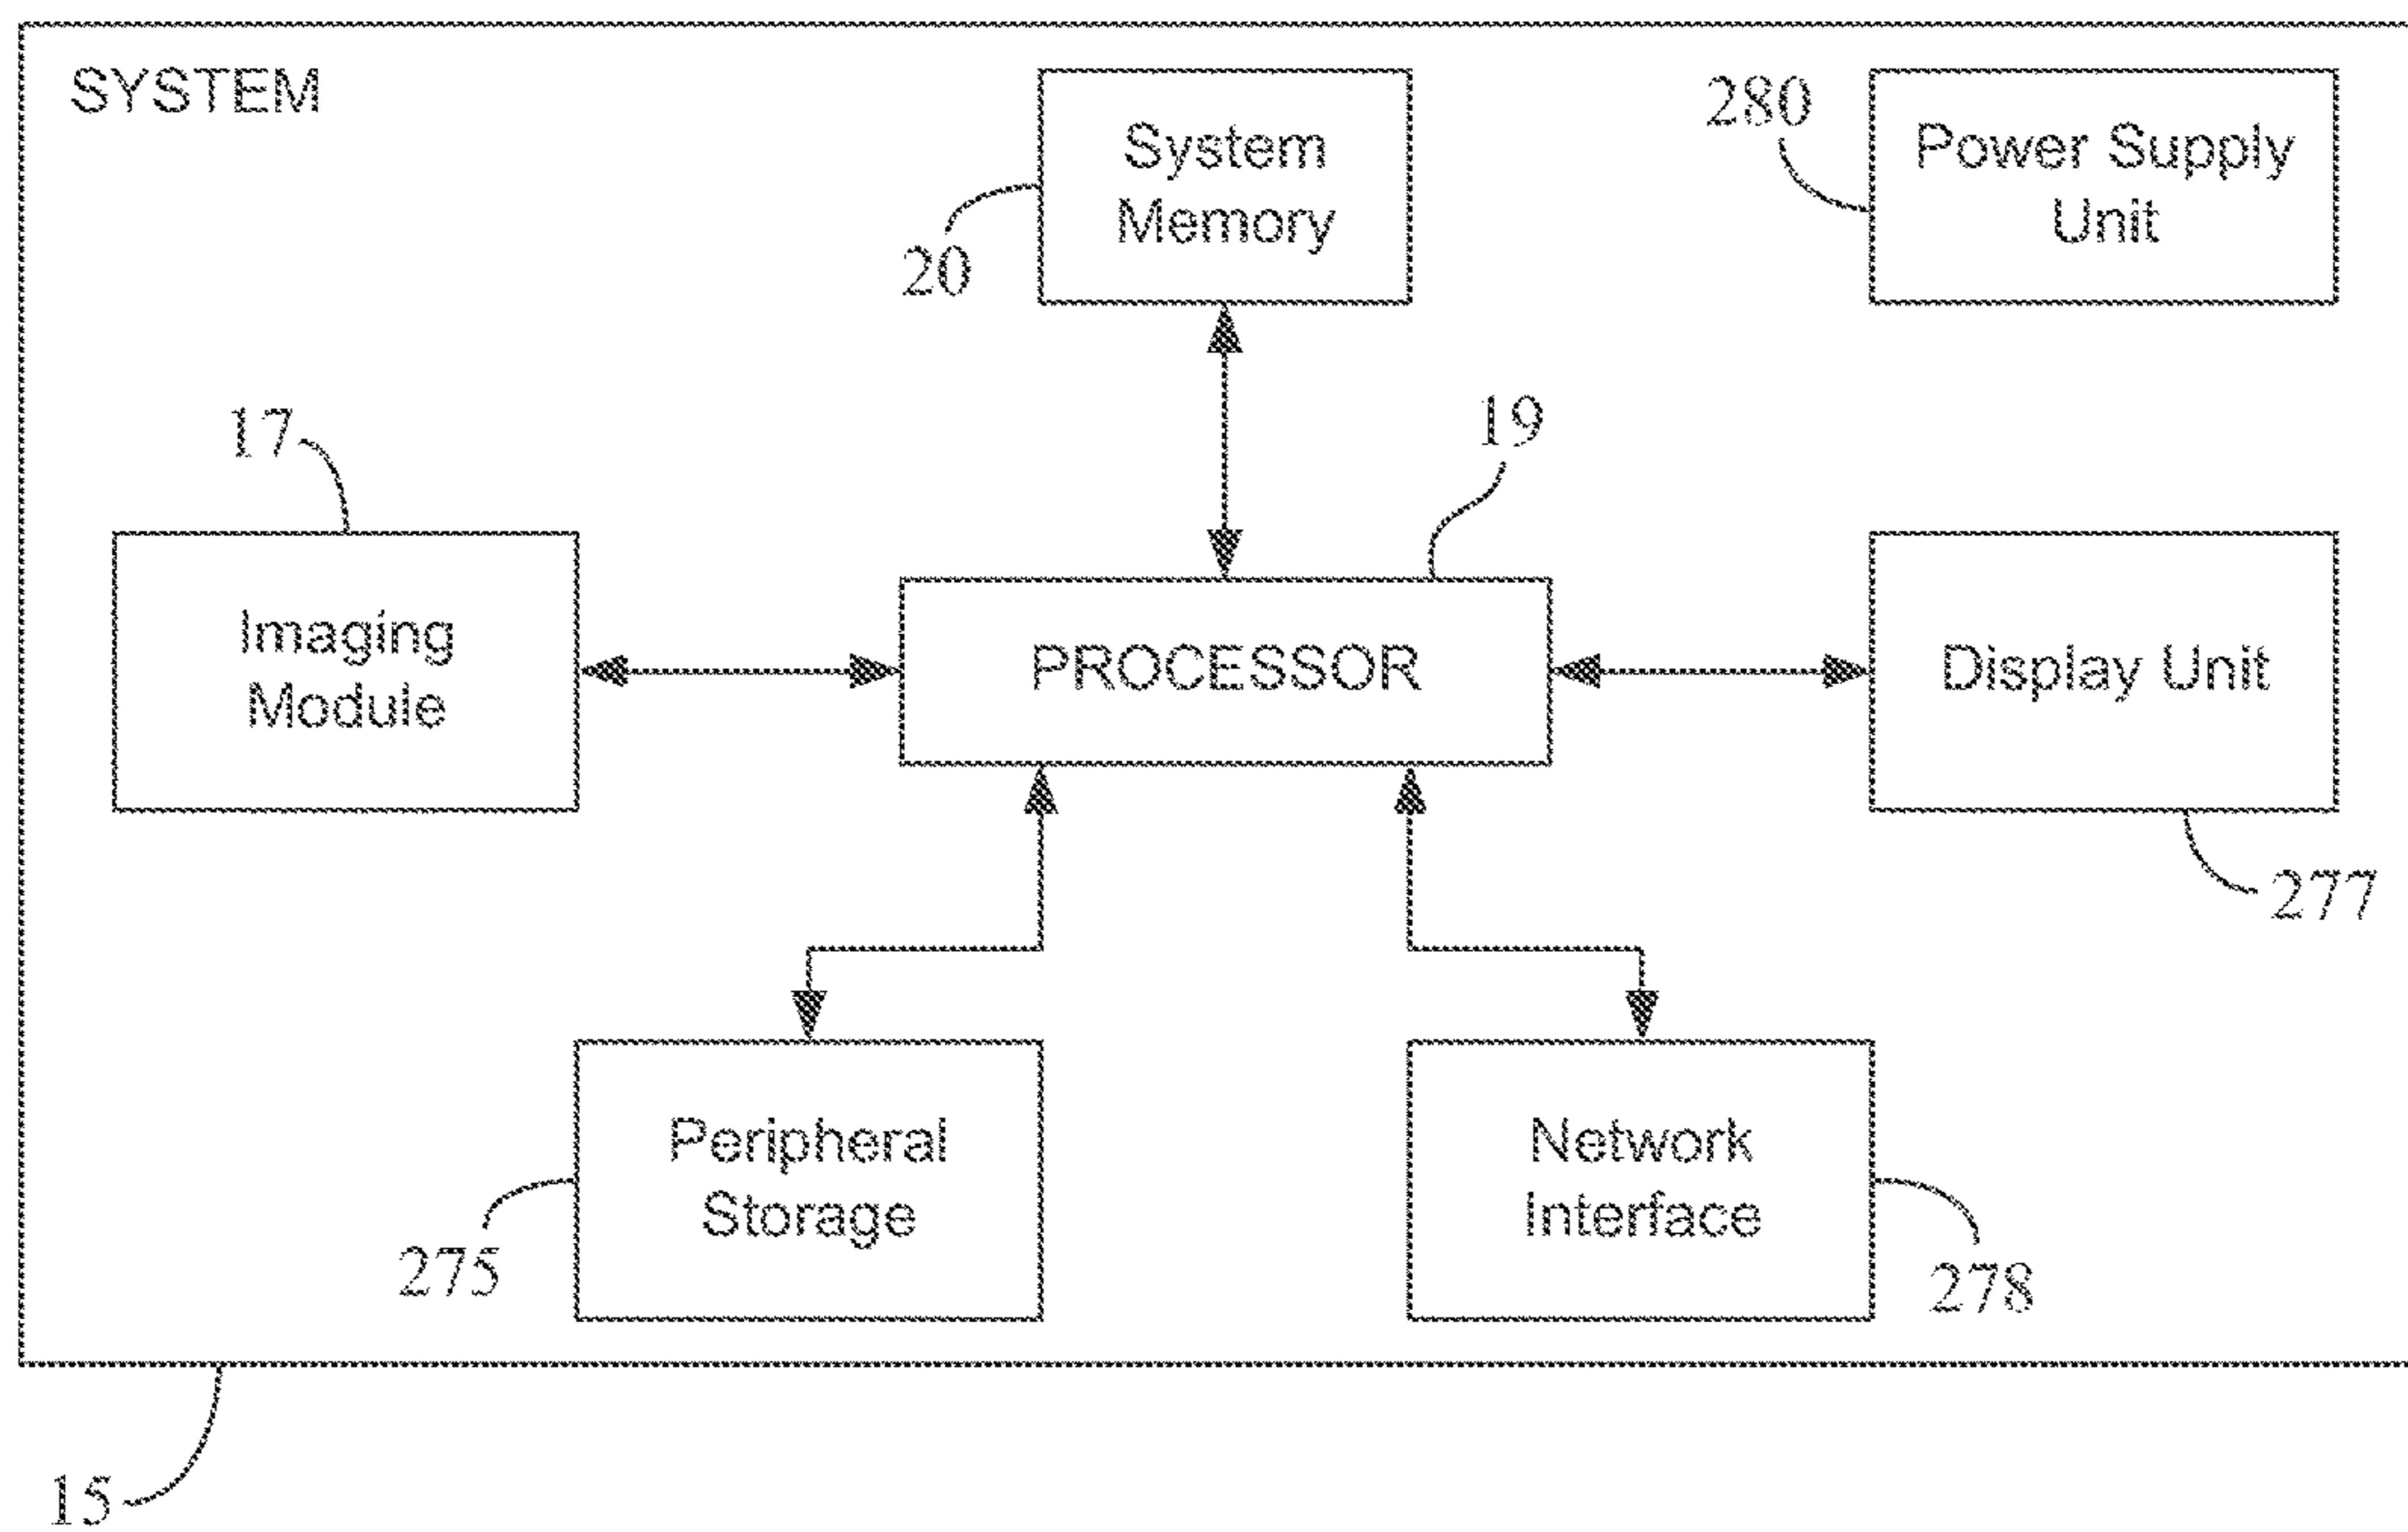 SYSTEM
System
Memory
20
280
Power Supply
Unit
17
19
Imaging
Module
PROCESSOR
Display Unit
277
Peripheral
Storage
275
Network
Interface
278
15